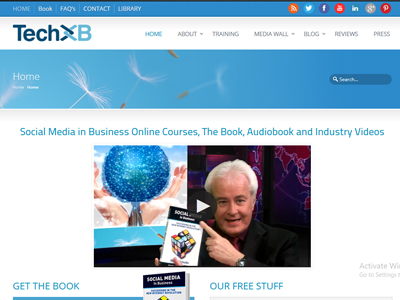 HOME Book FAQ's CONTACT LIBRARY
TechXB
HOME ABOUT TRAINING MEDIA WALL BLOG REVIEWS PRESS
Home
Home Home
Search...
Social Media in Business Online Courses, The Book, Audiobook and Industry Videos
SOCIAL MEDIA
in Business
Activate Wi
Go to Settings t
GET THE BOOK
OUR FREE STUFF
SOCIAL MEDIA
in Business